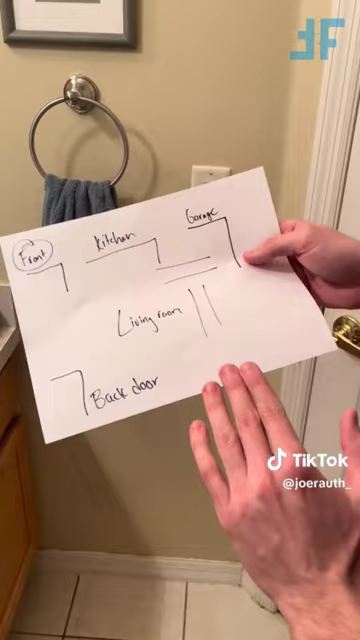 Front
Kitchen
Garage
Living room
Back door
TikTok
@joerauth_